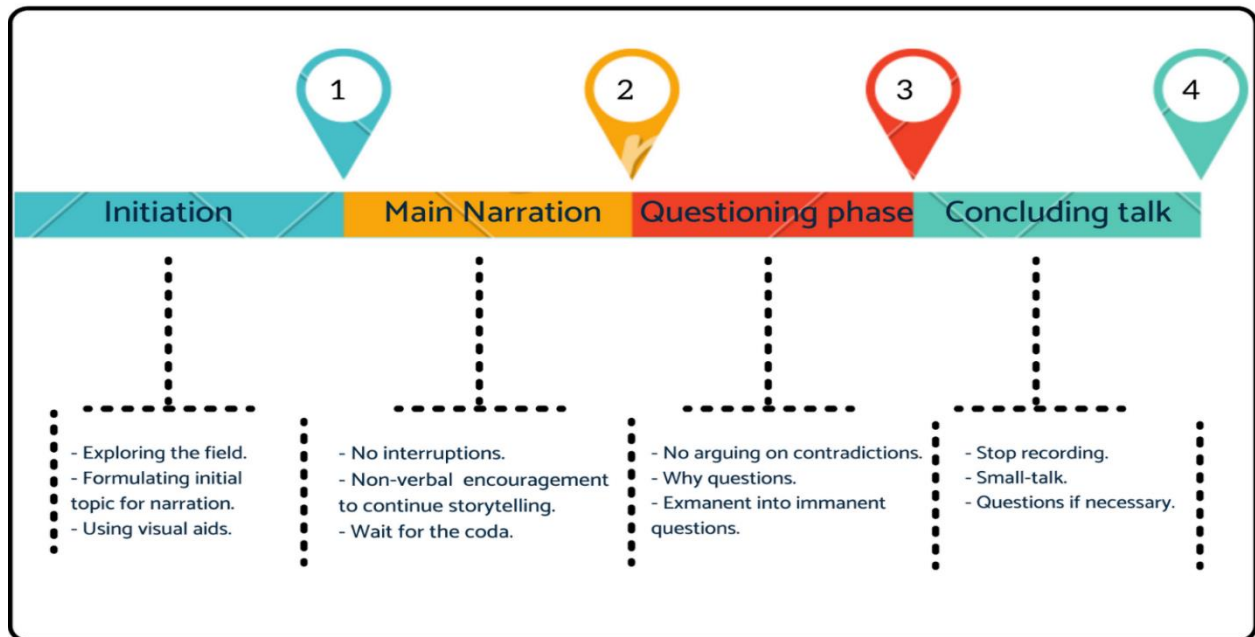 1
2
3
4
Initiation
Main Narration
Questioning phase
Concluding talk
- Exploring the field.
- Formulating initial
topic for narration.
- Using visual aids.
- No interruptions.
- Non-verbal encouragement
to continue storytelling.
- Wait for the coda.
- No arguing on contradictions.
- Why questions.
- Exmanent into immanent
questions.
- Stop recording.
- Small-talk.
- Questions if necessary.